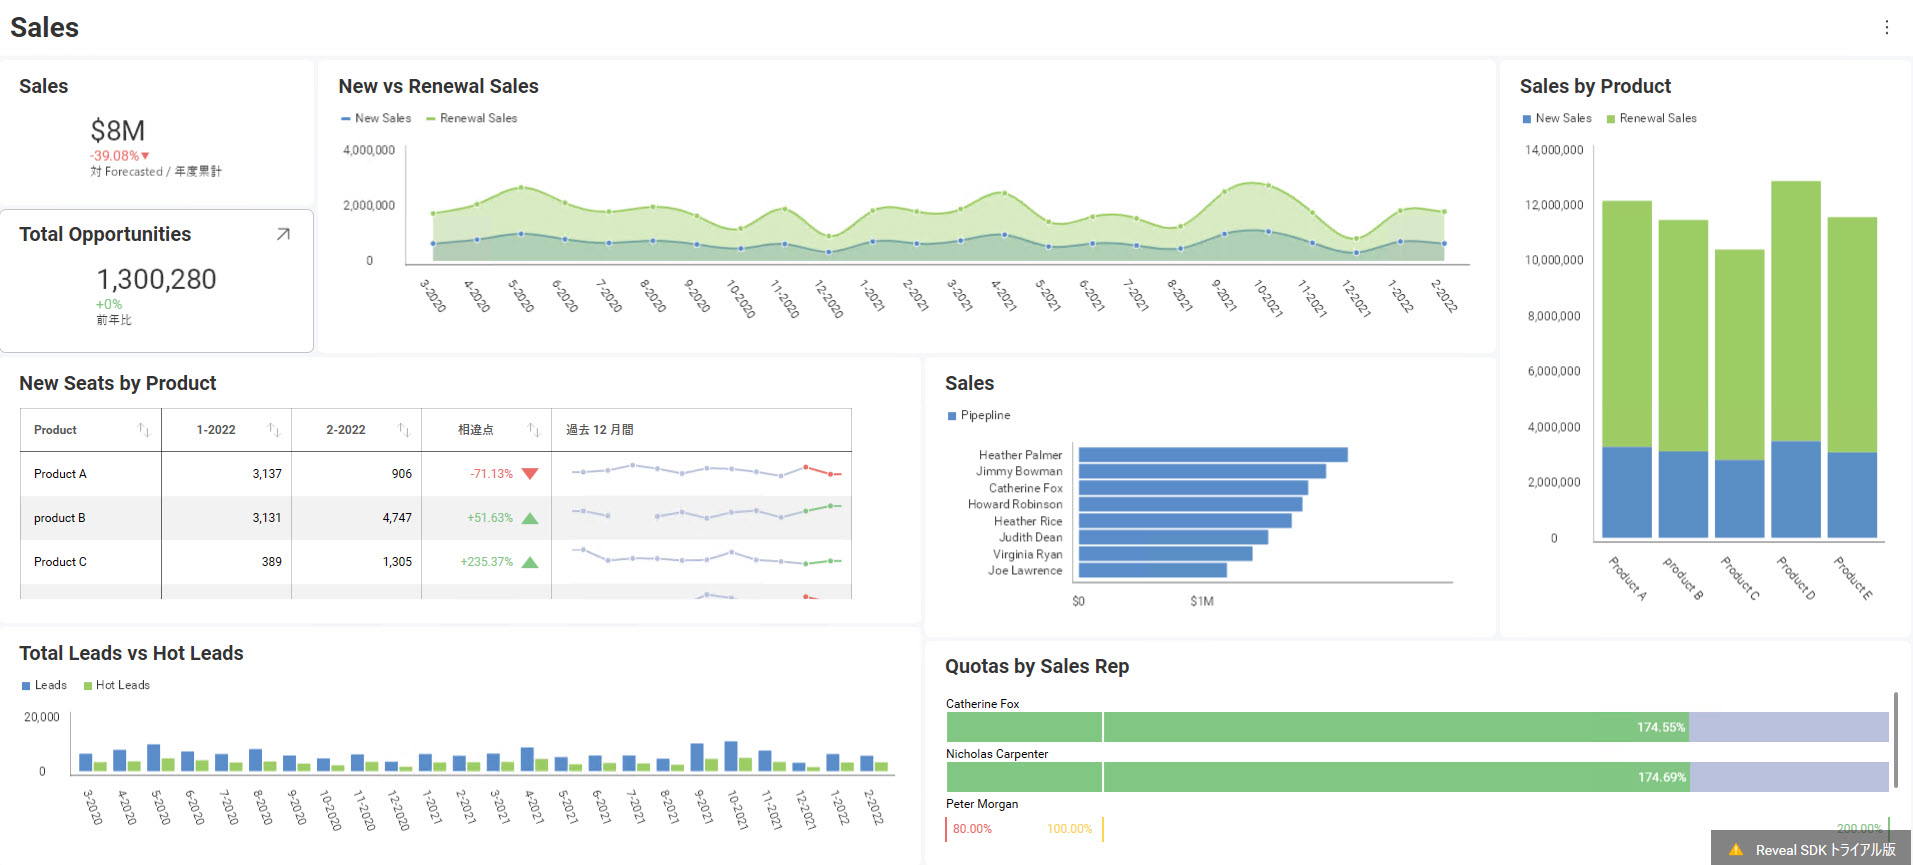 Sales
Sales
$8M
-39.08%▼
対 Forecasted / 年度累計
Total Opportunities
1,300,280
+0%
前年比
New vs Renewal Sales
New Sales Renewal Sales
4,000,000
2,000,000
0
3-2020 4-2020 5-2020 6-2020 7-2020 8-2020 9-2020 10-2020 11-2020 12-2020 1-2021 2-2021 3-2021 4-2021 5-2021 6-2021 7-2021 8-2021 9-2021 10-2021 11-2021 12-2021 1-2022 2-2022
Sales by Product
New Sales Renewal Sales
14,000,000
12,000,000
10,000,000
8,000,000
6,000,000
4,000,000
2,000,000
0
Product A product B Product C Product D Product E
New Seats by Product
Product 1-2022 2-2022 相違点 過去 12 月間
Product A 3,137 906 -71.13%
product B 3,131 4,747 +51.63%
Product C 389 1,305 +235.37%
Sales
Pipepline
Heather Palmer
Jimmy Bowman
Catherine Fox
Howard Robinson
Heather Rice
Judith Dean
Virginia Ryan
Joe Lawrence
$0 $1M
Total Leads vs Hot Leads
Leads Hot Leads
20,000
0
3-2020 4-2020 5-2020 6-2020 7-2020 8-2020 9-2020 10-2020 11-2020 12-2020 1-2021 2-2021 3-2021 4-2021 5-2021 6-2021 7-2021 8-2021 9-2021 10-2021 11-2021 12-2021 1-2022 2-2022
Quotas by Sales Rep
Catherine Fox
174.55%
Nicholas Carpenter
174.69%
Peter Morgan
80.00% 100.00% 200.00%
Reveal SDK トライアル版